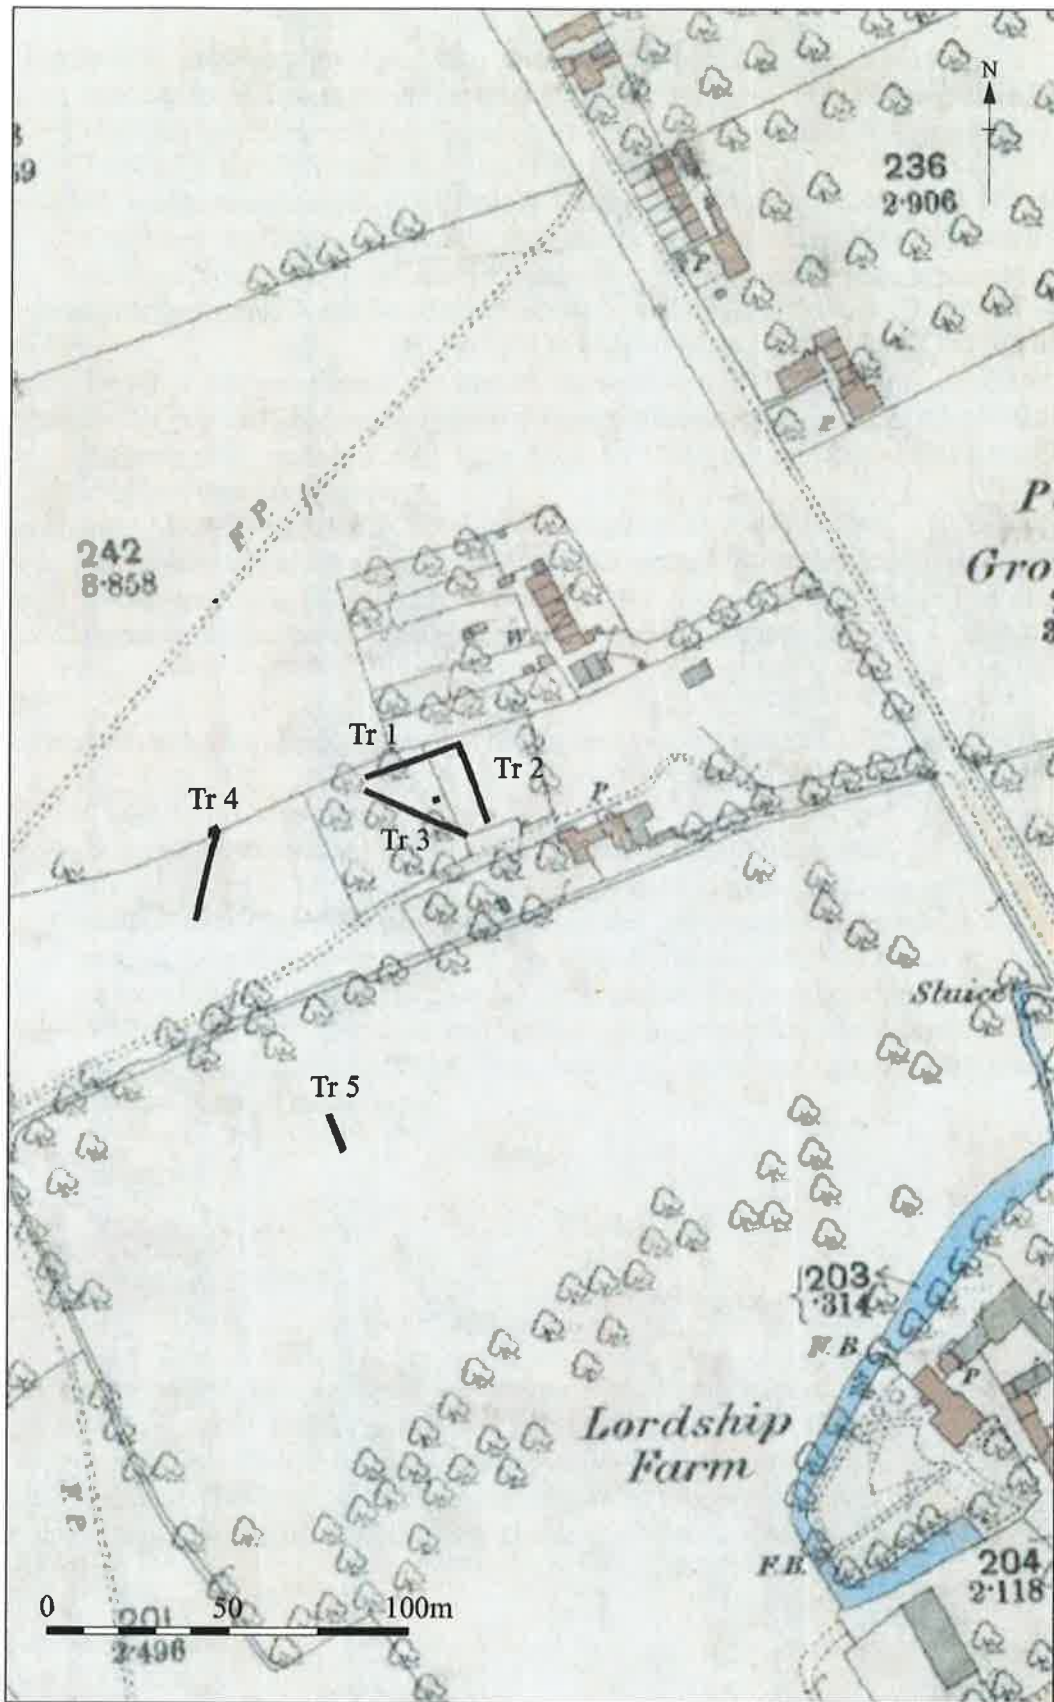 N
236
2·906
F. P.
P
Gro
242
8·858
W
P.
Tr 1
Tr 2
Tr 3
Tr 4
P.
Sluice
Tr 5
203
·314
F. B.
P
Lordship
Farm
F. P.
F.B.
204
2·118
0 50 100m
201
2·496